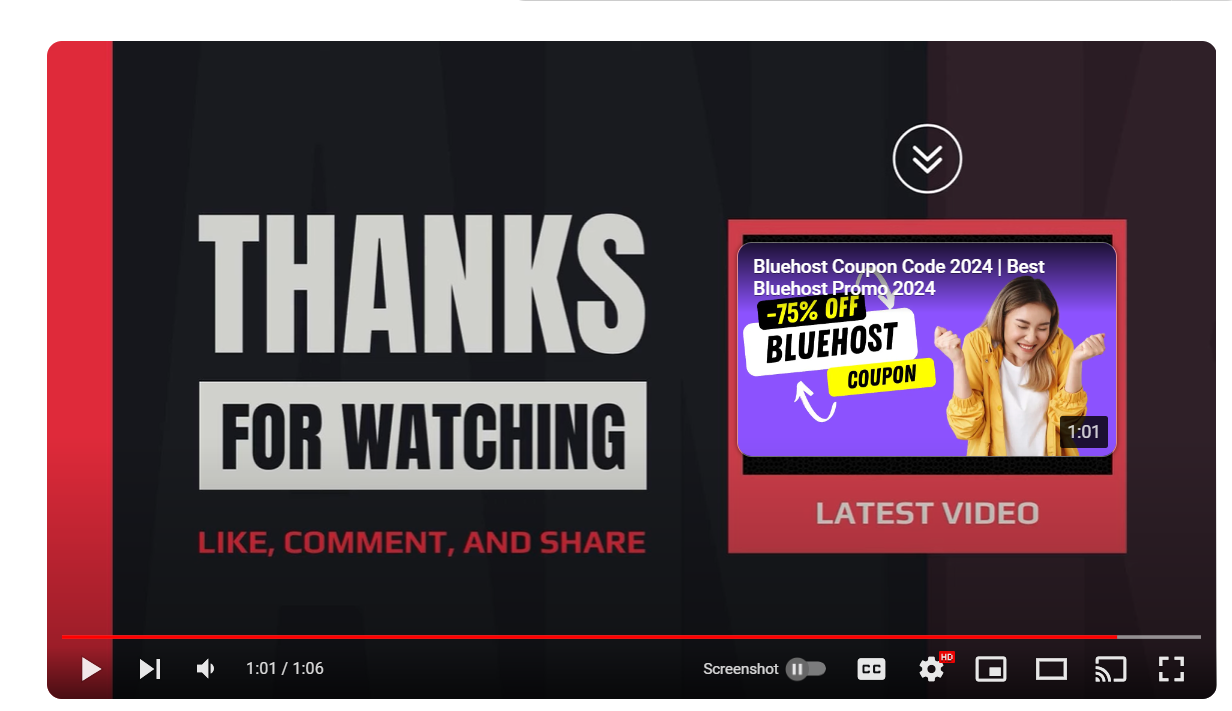 THANKS
FOR WATCHING
LIKE, COMMENT, AND SHARE
Bluehost Coupon Code 2024 | Best
Bluehost Promo 2024
-75% OFF
BLUEHOST
COUPON
1:01
LATEST VIDEO
1:01 / 1:06
Screenshot
CC
HD